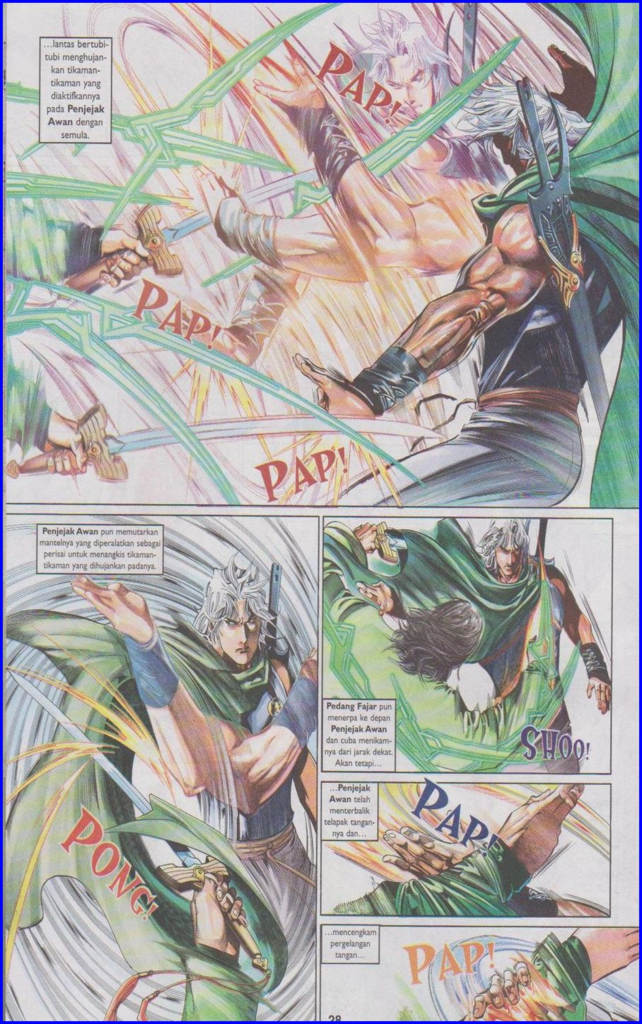 ...lantas bertubi-
tubi menghujan-
kan tikaman-
tikaman yang
diaktifkannya
pada Penjejak
Awan dengan
semula.
PAP!
PAP!
PAP!
Penjejak Awan pun memutarkan
mantelnya yang diperalatkan sebagai
perisai untuk menangkis tikaman-
tikaman yang dihujankan padanya.
PONG!
Pedang Fajar pun
menerpa ke depan
Penjejak Awan
dan cuba menikam-
nya dari jarak dekat.
Akan tetapi...
SHOO!
...Penjejak
Awan telah
menterbalik
telapak tangan-
nya dan...
PAP!
...mencengkam
pergelangan
tangan...
PAP!
28